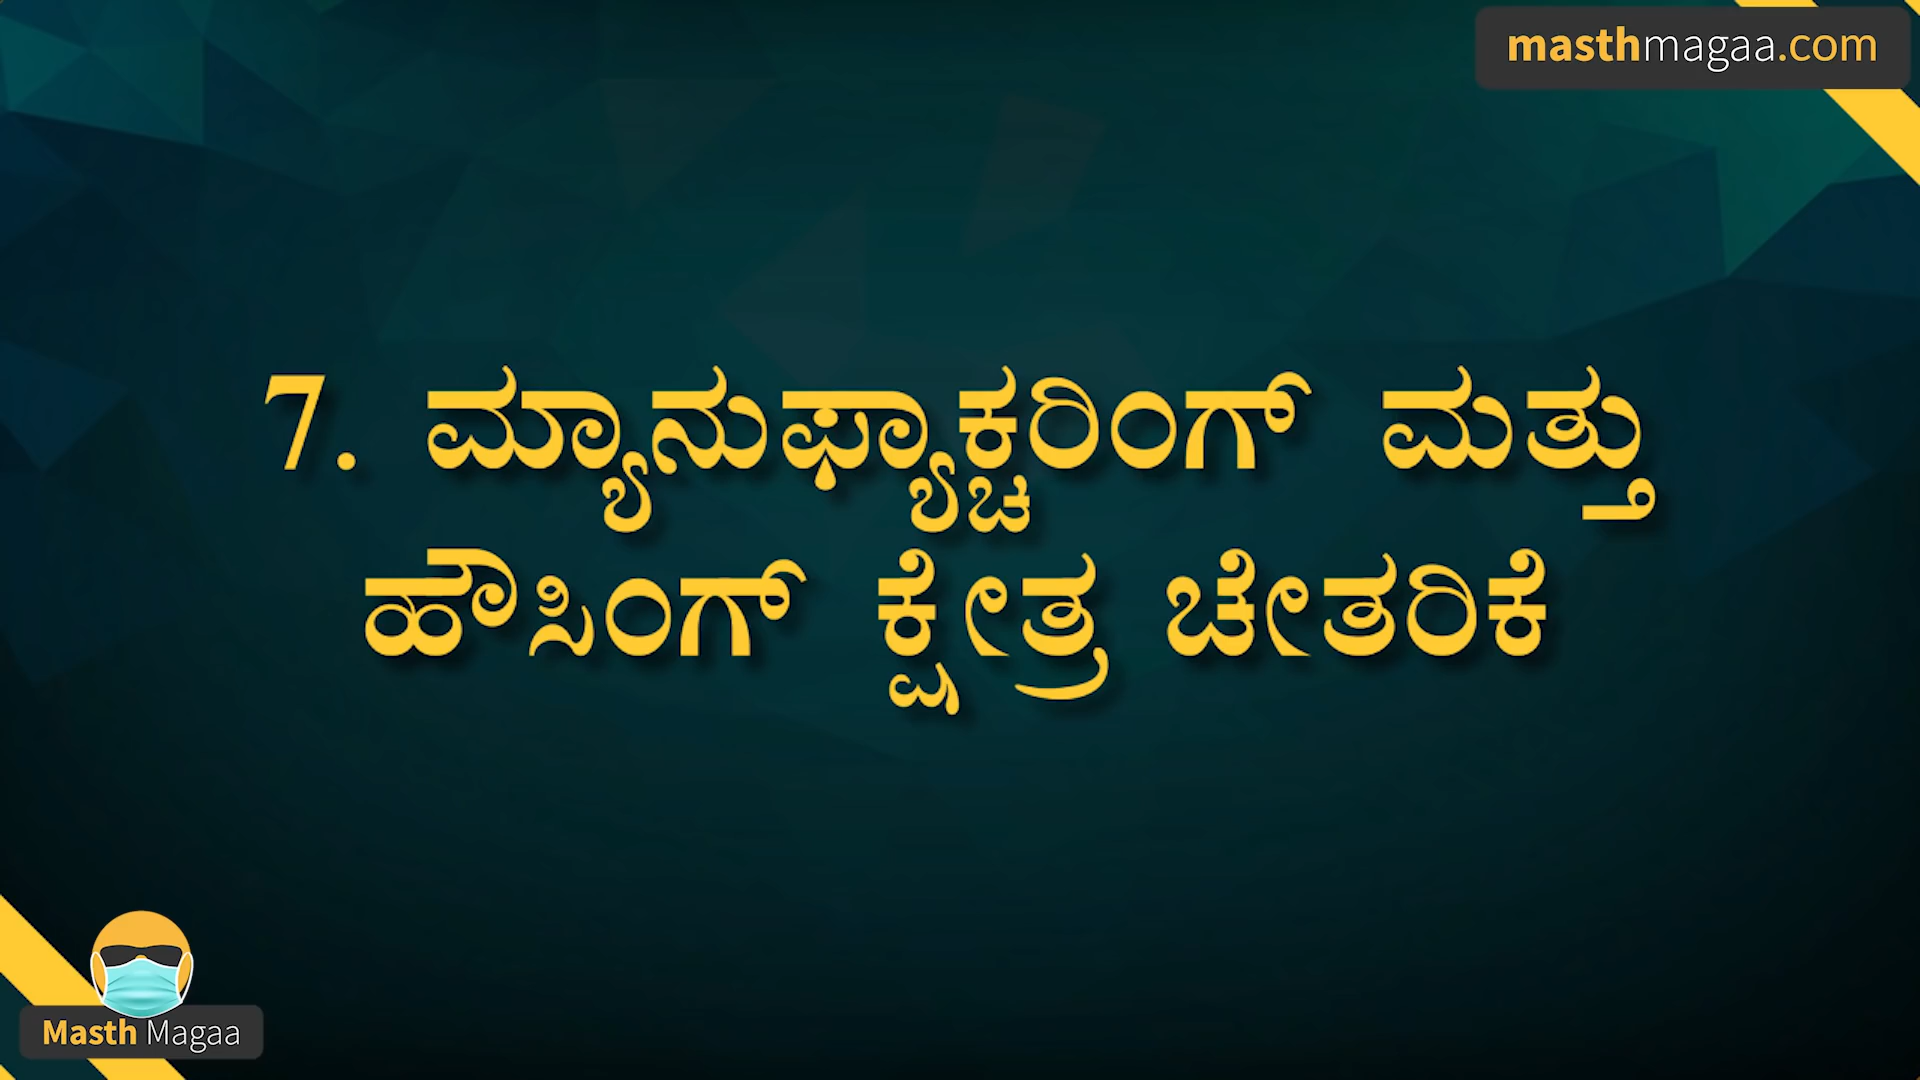 masthmagaa.com
7. ಮ್ಯಾನುಫ್ಯಾಕ್ಚರಿಂಗ್ ಮತ್ತು
ಹೌಸಿಂಗ್ ಕ್ಷೇತ್ರ ಚೇತರಿಕೆ
Masth Magaa